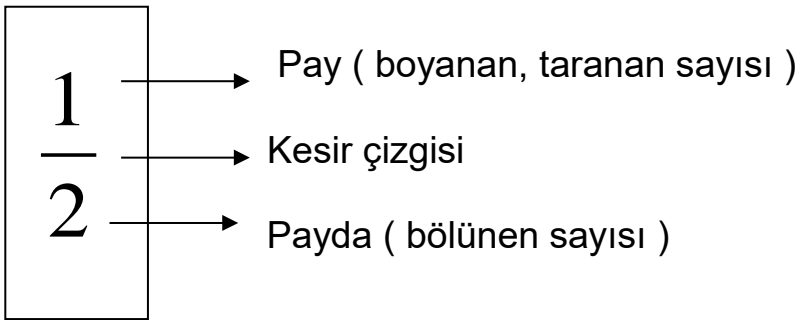 1 Pay ( boyanan, taranan sayısı )
Kesir çizgisi
2 Payda ( bölünen sayısı )